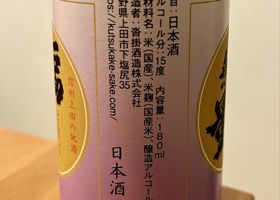 目：日本酒
アルコール分：15度 内容量：180ml
材料名：米（国産）、米麹（国産米）、醸造アルコール
造者：沓掛酒造株式会社
野県上田市下塩尻35
https://kutsukake-sake.com/
日本酒
信州上田の地酒
福